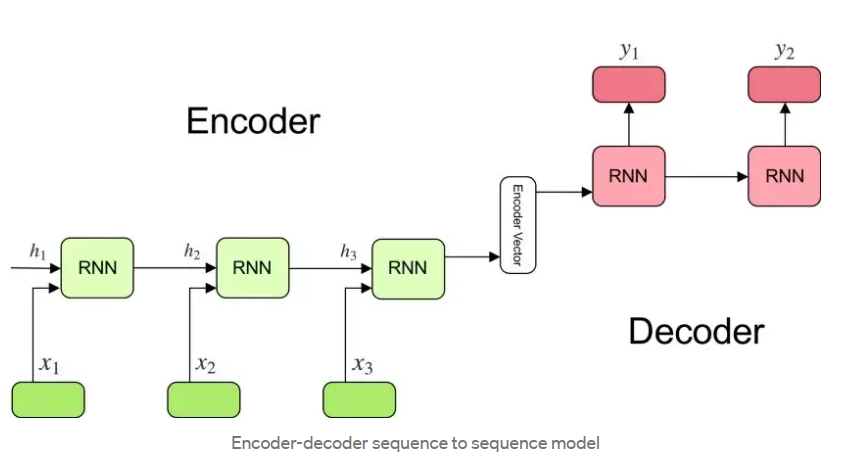 y₁ y₂
Encoder
RNN RNN
Encoder Vector
h₁ RNN h₂ RNN h₃ RNN
Decoder
x₁ x₂ x₃
Encoder-decoder sequence to sequence model